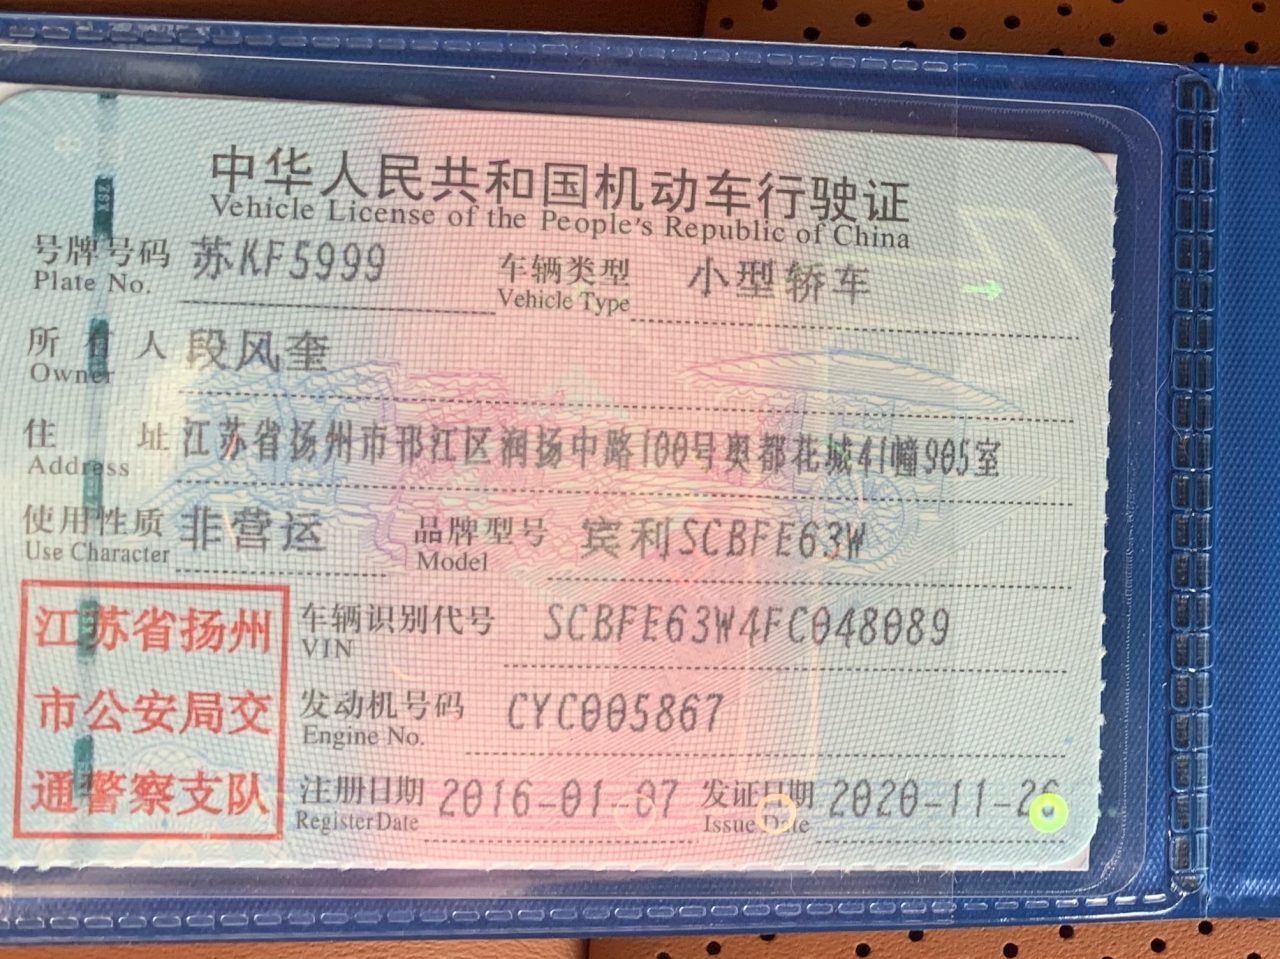 中华人民共和国机动车行驶证
Vehicle License of the People's Republic of China
号牌号码 苏KF5999 车辆类型 小型轿车
Plate No. Vehicle Type
所有人 段风奎
Owner
住址 江苏省扬州市邗江区润扬中路100号奥都花城41幢905室
Address
使用性质 非营运 品牌型号 宾利SCBFE63W
Use Character Model
江苏省扬州
市公安局交
通警察支队
车辆识别代号 SCBFE63W4FC048089
VIN
发动机号码 CYC005867
Engine No.
注册日期 2016-01-07 发证日期 2020-11-26
Register Date Issue Date